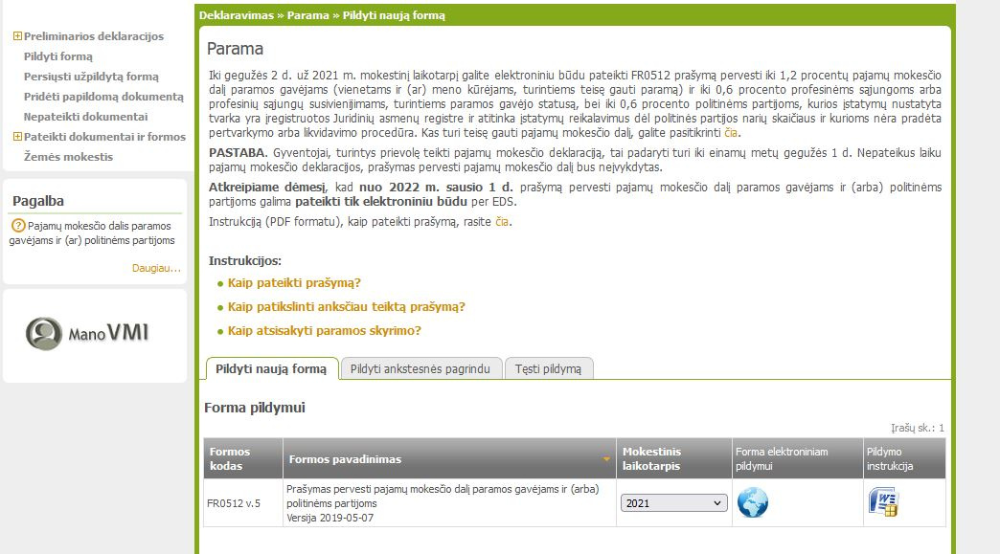 Deklaravimas » Parama » Pildyti naują formą
Preliminarios deklaracijos
Pildyti formą
Persiųsti užpildytą formą
Pridėti papildomą dokumentą
Nepateikti dokumentai
Pateikti dokumentai ir formos
Žemės mokestis
Pagalba
Pajamų mokesčio dalis paramos
gavėjams ir (ar) politinėms partijoms
Daugiau...
Mano VMI
Parama
Iki gegužės 2 d. už 2021 m. mokestinį laikotarpį galite elektroniniu būdu pateikti FR0512 prašymą pervesti iki 1,2 procentų pajamų mokesčio
dalį paramos gavėjams (vienetams ir (ar) meno kūrėjams, turintiems teisę gauti paramą) ir iki 0,6 procento profesinėms sąjungoms arba
profesinių sąjungų susivienijimams, turintiems paramos gavėjo statusą, bei iki 0,6 procento politinėms partijoms, kurios įstatymų nustatyta
tvarka yra įregistruotos Juridinių asmenų registre ir atitinka įstatymų reikalavimus dėl politinės partijos narių skaičiaus ir kurioms nėra pradėta
pertvarkymo arba likvidavimo procedūra. Kas turi teisę gauti pajamų mokesčio dalį, galite pasitikrinti čia.
PASTABA. Gyventojai, turintys prievolę teikti pajamų mokesčio deklaraciją, tai padaryti turi iki einamų metų gegužės 1 d. Nepateikus laiku
pajamų mokesčio deklaracijos, prašymas pervesti pajamų mokesčio dalį bus neįvykdytas.
Atkreipiame dėmesį, kad nuo 2022 m. sausio 1 d. prašymą pervesti pajamų mokesčio dalį paramos gavėjams ir (arba) politinėms
partijoms galima pateikti tik elektroniniu būdu per EDS.
Instrukciją (PDF formatu), kaip pateikti prašymą, rasite čia.
Instrukcijos:
Kaip pateikti prašymą?
Kaip patikslinti anksčiau teiktą prašymą?
Kaip atsisakyti paramos skyrimo?
Pildyti naują formą Pildyti ankstesnės pagrindu Tęsti pildymą
Forma pildymui
Įrašų sk.: 1
Formos kodas Formos pavadinimas Mokestinis laikotarpis Forma elektroniniam pildymui Pildymo instrukcija
FR0512 v.5
Prašymas pervesti pajamų mokesčio dalį paramos gavėjams ir (arba)
politinėms partijoms
Versija 2019-05-07
2021